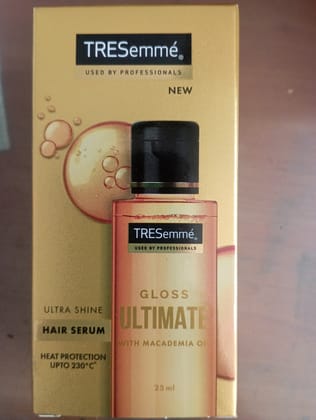 TRESemmé®
USED BY PROFESSIONALS
NEW
TRESemmé®
USED BY PROFESSIONALS
GLOSS
ULTIMATE
WITH MACADEMIA OIL
25 ml
ULTRA SHINE
HAIR SERUM
HEAT PROTECTION
UPTO 230°C*